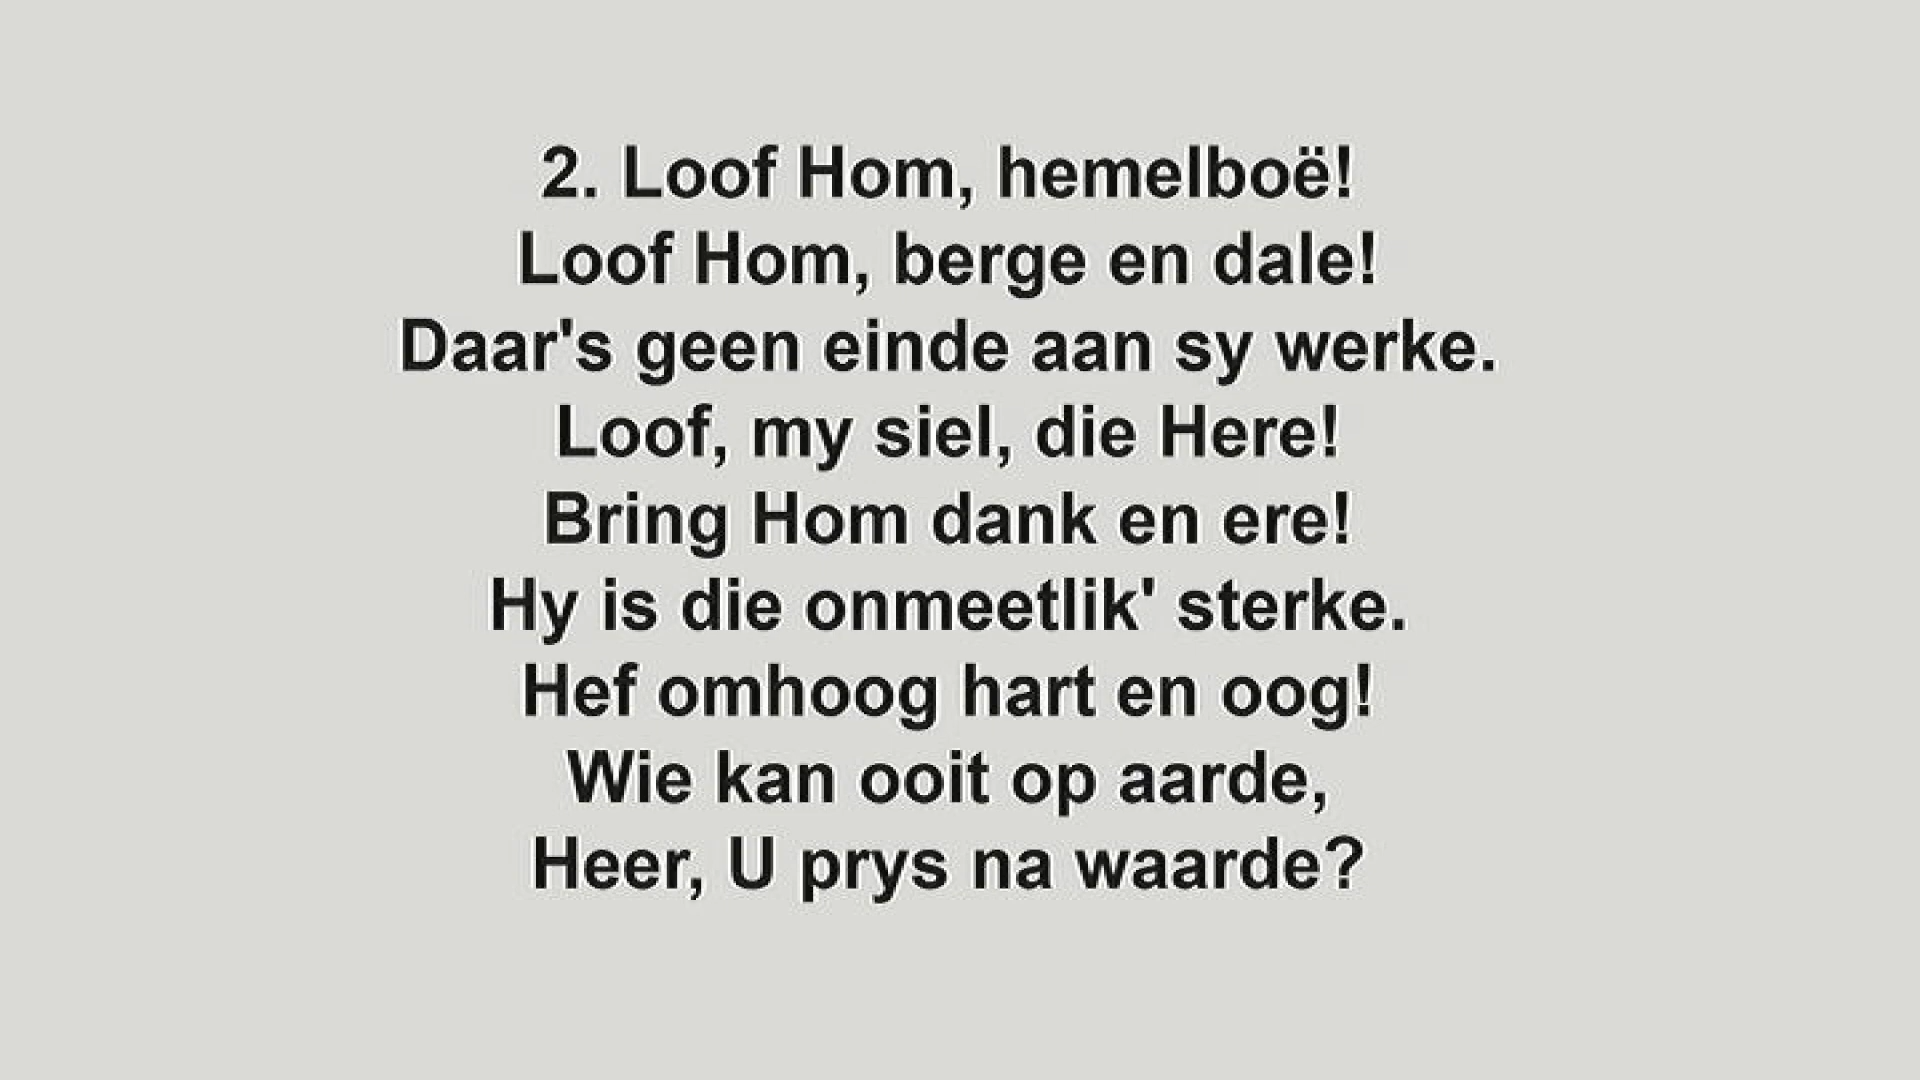 2. Loof Hom, hemelboë!
Loof Hom, berge en dale!
Daar's geen einde aan sy werke.
Loof, my siel, die Here!
Bring Hom dank en ere!
Hy is die onmeetlik' sterke.
Hef omhoog hart en oog!
Wie kan ooit op aarde,
Heer, U prys na waarde?